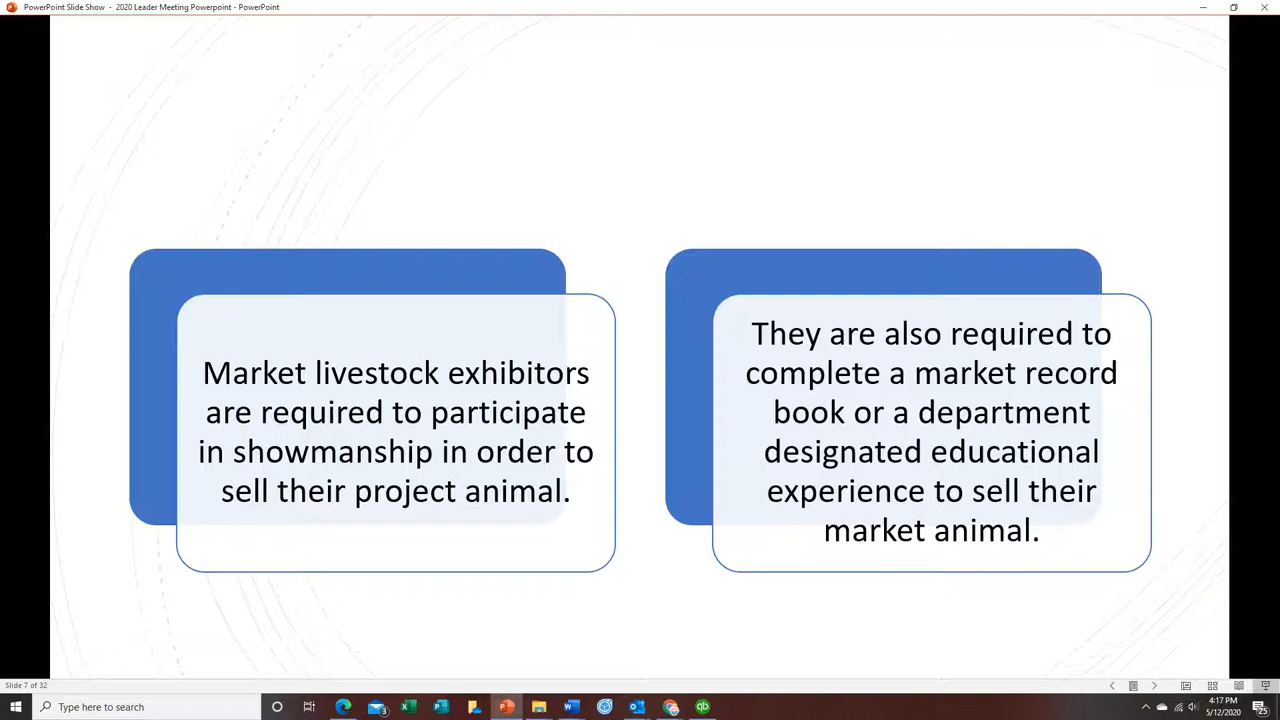 PowerPoint Slide Show - 2020 Leader Meeting Powerpoint - PowerPoint
Market livestock exhibitors
are required to participate
in showmanship in order to
sell their project animal.
They are also required to
complete a market record
book or a department
designated educational
experience to sell their
market animal.
Slide 7 of 32
Type here to search
3
4:17 PM
5/12/2020
25